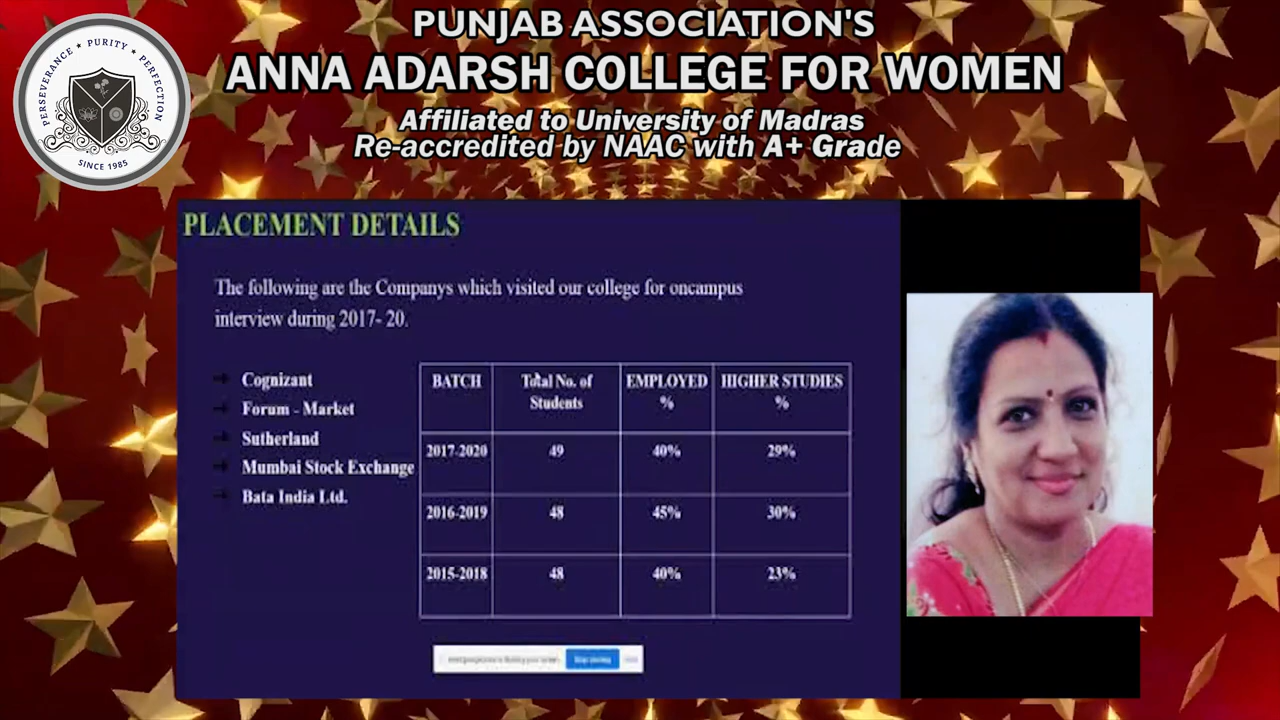 PUNJAB ASSOCIATION'S
ANNA ADARSH COLLEGE FOR WOMEN
Affiliated to University of Madras
Re-accredited by NAAC with A+ Grade
PERSEVERANCE ★ PURITY ★ PERFECTION
SINCE 1985
PLACEMENT DETAILS
The following are the Companys which visited our college for oncampus
interview during 2017- 20.
Cognizant
Forum - Market
Sutherland
Mumbai Stock Exchange
Bata India Ltd.
BATCH Total No. of Students EMPLOYED % HIGHER STUDIES %
2017-2020 49 40% 29%
2016-2019 48 45% 30%
2015-2018 48 40% 23%
Stop sharing